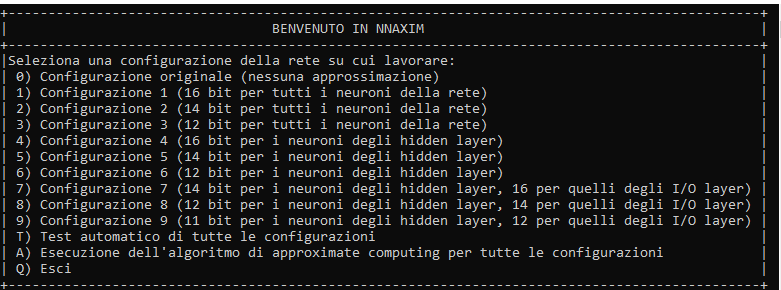 BENVENUTO IN NNAXIM
Seleziona una configurazione della rete su cui lavorare:
0) Configurazione originale (nessuna approssimazione)
1) Configurazione 1 (16 bit per tutti i neuroni della rete)
2) Configurazione 2 (14 bit per tutti i neuroni della rete)
3) Configurazione 3 (12 bit per tutti i neuroni della rete)
4) Configurazione 4 (16 bit per i neuroni degli hidden layer)
5) Configurazione 5 (14 bit per i neuroni degli hidden layer)
6) Configurazione 6 (12 bit per i neuroni degli hidden layer)
7) Configurazione 7 (14 bit per i neuroni degli hidden layer, 16 per quelli degli I/O layer)
8) Configurazione 8 (12 bit per i neuroni degli hidden layer, 14 per quelli degli I/O layer)
9) Configurazione 9 (11 bit per i neuroni degli hidden layer, 12 per quelli degli I/O layer)
T) Test automatico di tutte le configurazioni
A) Esecuzione dell'algoritmo di approximate computing per tutte le configurazioni
Q) Esci